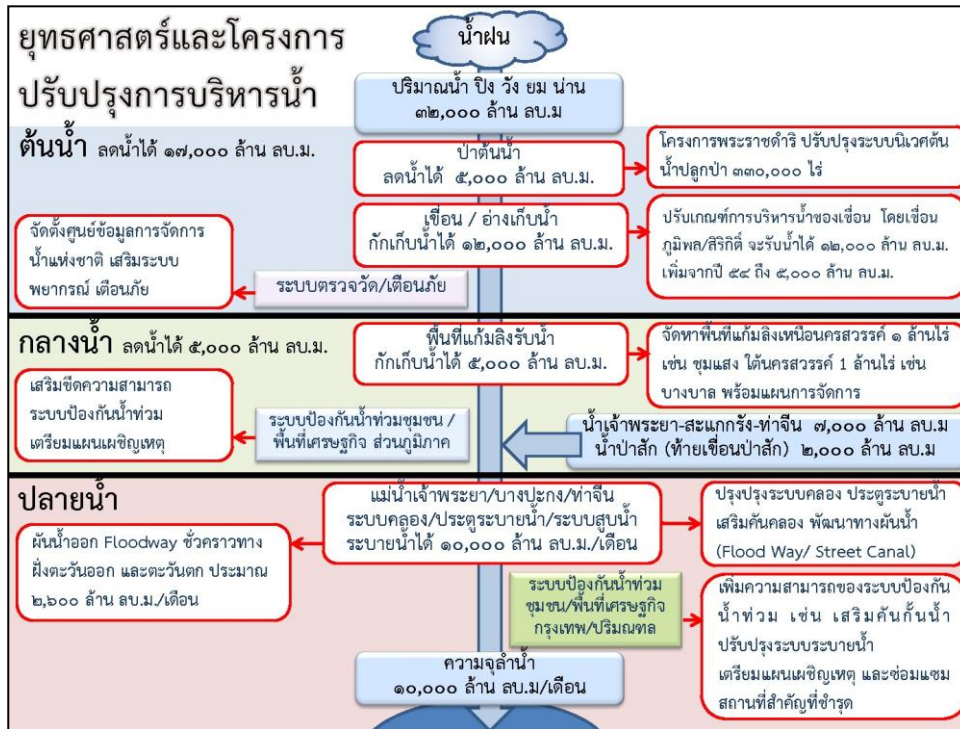 ยุทธศาสตร์และโครงการ
ปรับปรุงการบริหารน้ำ
น้ำฝน
ปริมาณน้ำ ปิง วัง ยม น่าน
๓๒,๐๐๐ ล้าน ลบ.ม
ต้นน้ำ ลดน้ำได้ ๑๗,๐๐๐ ล้าน ลบ.ม.
ป่าต้นน้ำ
ลดน้ำได้ ๕,๐๐๐ ล้าน ลบ.ม.
โครงการพระราชดำริ ปรับปรุงระบบนิเวศต้น
น้ำปลูกป่า ๓๓๐,๐๐๐ ไร่
เขื่อน / อ่างเก็บน้ำ
กักเก็บน้ำได้ ๑๒,๐๐๐ ล้าน ลบ.ม.
ปรับเกณฑ์การบริหารน้ำของเขื่อน โดยเขื่อน
ภูมิพล/สิริกิติ์ จะรับน้ำได้ ๑๒,๐๐๐ ล้าน ลบ.ม.
เพิ่มจากปี ๕๔ ถึง ๕,๐๐๐ ล้าน ลบ.ม.
จัดตั้งศูนย์ข้อมูลการจัดการ
น้ำแห่งชาติ เสริมระบบ
พยากรณ์ เตือนภัย
ระบบตรวจวัด/เตือนภัย
กลางน้ำ ลดน้ำได้ ๕,๐๐๐ ล้าน ลบ.ม.
พื้นที่แก้มลิงรับน้ำ
กักเก็บน้ำได้ ๕,๐๐๐ ล้าน ลบ.ม.
จัดหาพื้นที่แก้มลิงเหนือนครสวรรค์ ๑ ล้านไร่
เช่น ชุมแสง ใต้นครสวรรค์ 1 ล้านไร่ เช่น
บางบาล พร้อมแผนการจัดการ
เสริมขีดความสามารถ
ระบบป้องกันน้ำท่วม
เตรียมแผนเผชิญเหตุ
ระบบป้องกันน้ำท่วมชุมชน /
พื้นที่เศรษฐกิจ ส่วนภูมิภาค
น้ำเจ้าพระยา-สะแกกรัง-ท่าจีน ๗,๐๐๐ ล้าน ลบ.ม
น้ำป่าสัก (ท้ายเขื่อนป่าสัก) ๒,๐๐๐ ล้าน ลบ.ม
ปลายน้ำ
แม่น้ำเจ้าพระยา/บางปะกง/ท่าจีน
ระบบคลอง/ประตูระบายน้ำ/ระบบสูบน้ำ
ระบายน้ำได้ ๑๐,๐๐๐ ล้าน ลบ.ม./เดือน
ปรุงปรุงระบบคลอง ประตูระบายน้ำ
เสริมคันคลอง พัฒนาทางผันน้ำ
(Flood Way/ Street Canal)
ผันน้ำออก Floodway ชั่วคราวทาง
ฝั่งตะวันออก และตะวันตก ประมาณ
๒,๖๐๐ ล้าน ลบ.ม./เดือน
ระบบป้องกันน้ำท่วม
ชุมชน/พื้นที่เศรษฐกิจ
กรุงเทพ/ปริมณฑล
เพิ่มความสามารถของระบบป้องกัน
น้ำท่วม เช่น เสริมคันกั้นน้ำ
ปรับปรุงระบบระบายน้ำ
เตรียมแผนเผชิญเหตุ และซ่อมแซม
สถานที่สำคัญที่ชำรุด
ความจุลำน้ำ
๑๐,๐๐๐ ล้าน ลบ.ม/เดือน